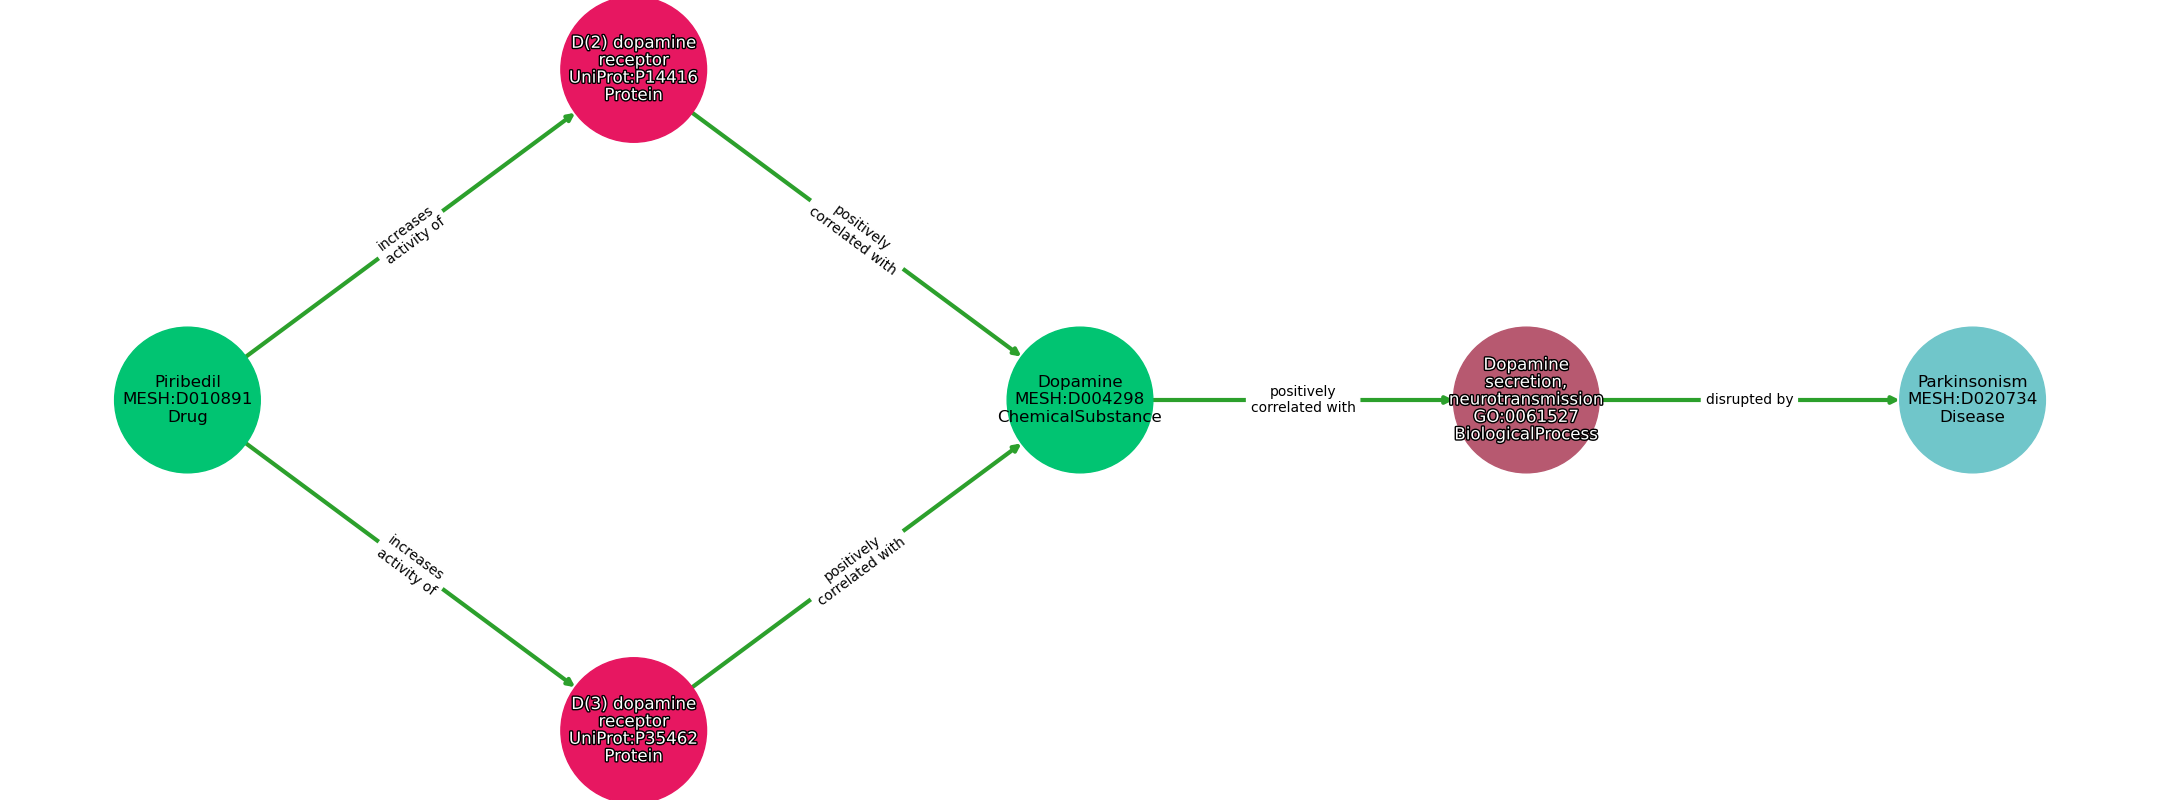 D(2) dopamine
receptor
UniProt:P14416
Protein
increases
activity of
positively
correlated with
Piribedil
MESH:D010891
Drug
Dopamine
MESH:D004298
ChemicalSubstance
positively
correlated with
Dopamine
secretion,
neurotransmission
GO:0061527
BiologicalProcess
disrupted by
Parkinsonism
MESH:D020734
Disease
increases
activity of
positively
correlated with
D(3) dopamine
receptor
UniProt:P35462
Protein